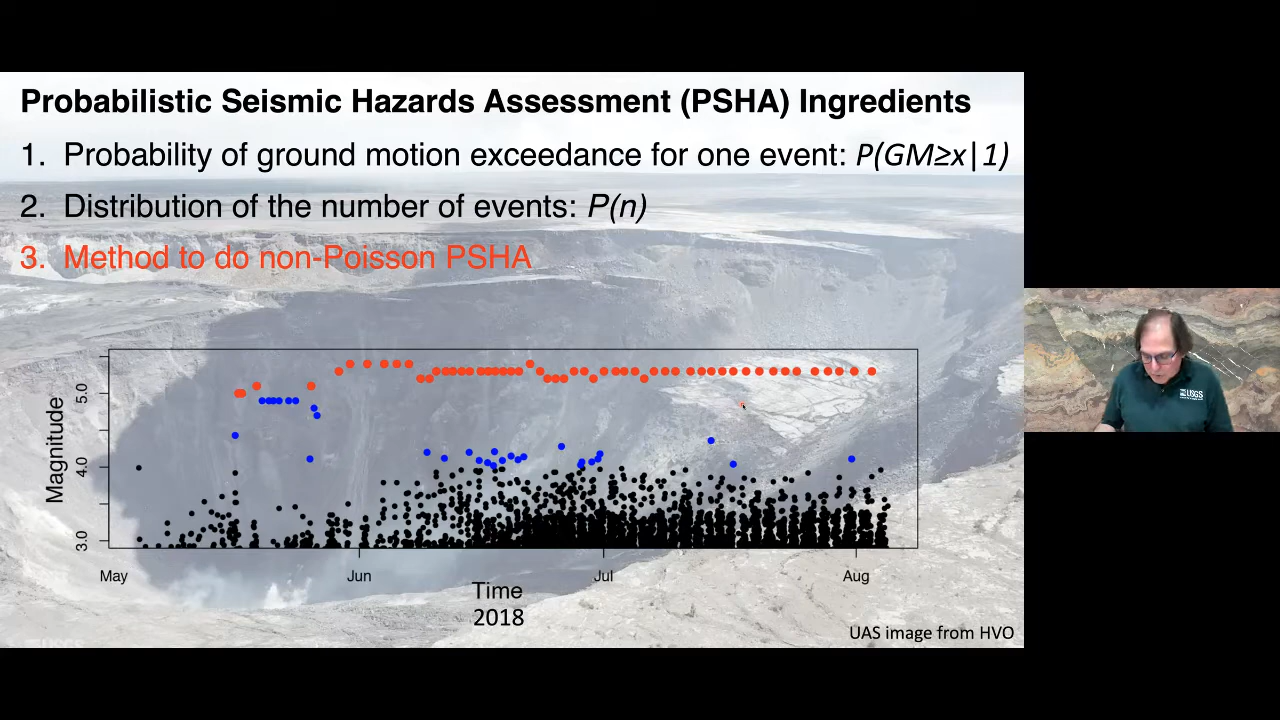 Probabilistic Seismic Hazards Assessment (PSHA) Ingredients
1. Probability of ground motion exceedance for one event: P(GM≥x|1)
2. Distribution of the number of events: P(n)
3. Method to do non-Poisson PSHA
Magnitude
5.0
4.0
3.0
May Jun Jul Aug
Time
2018
UAS image from HVO
USGS
USGS